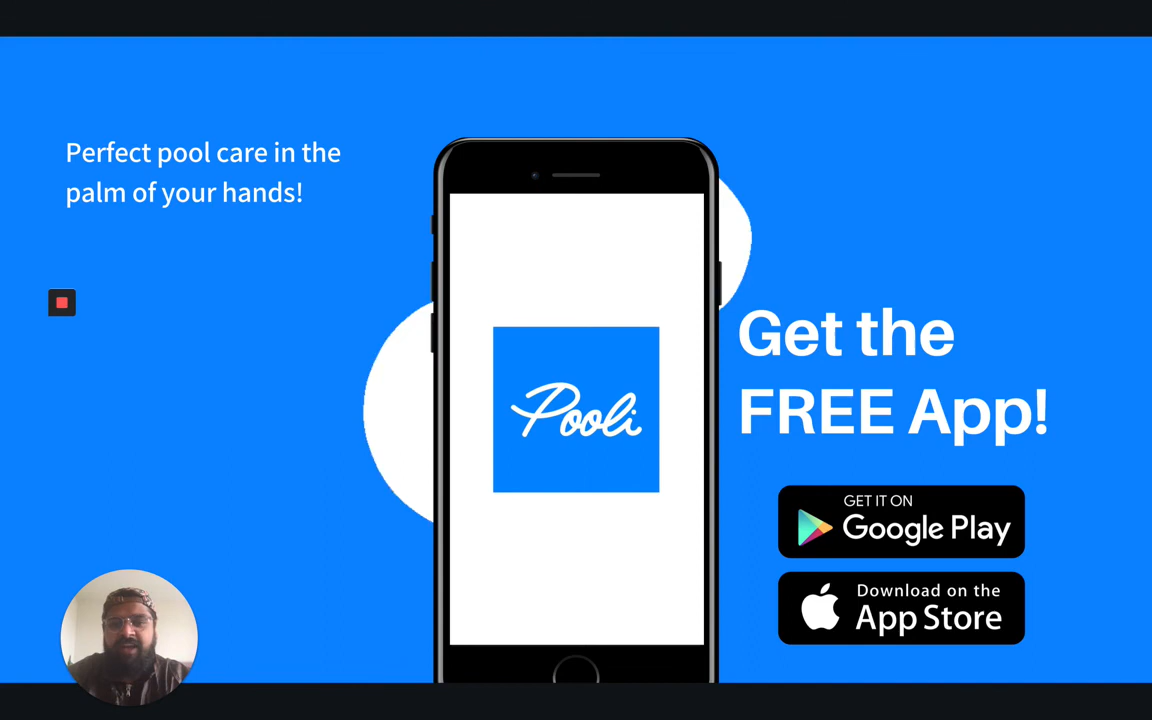 Perfect pool care in the
palm of your hands!
Pooli
Get the
FREE App!
GET IT ON
Google Play
Download on the
App Store